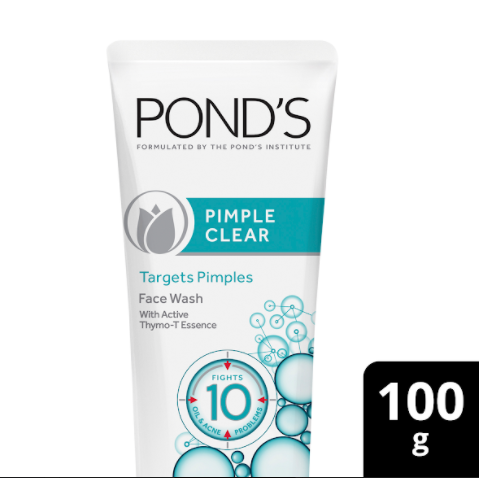 POND'S
FORMULATED BY THE POND'S INSTITUTE
PIMPLE
CLEAR
Targets Pimples
Face Wash
With Active
Thymo-T Essence
FIGHTS
10
OIL & ACNE PROBLEMS
100
g